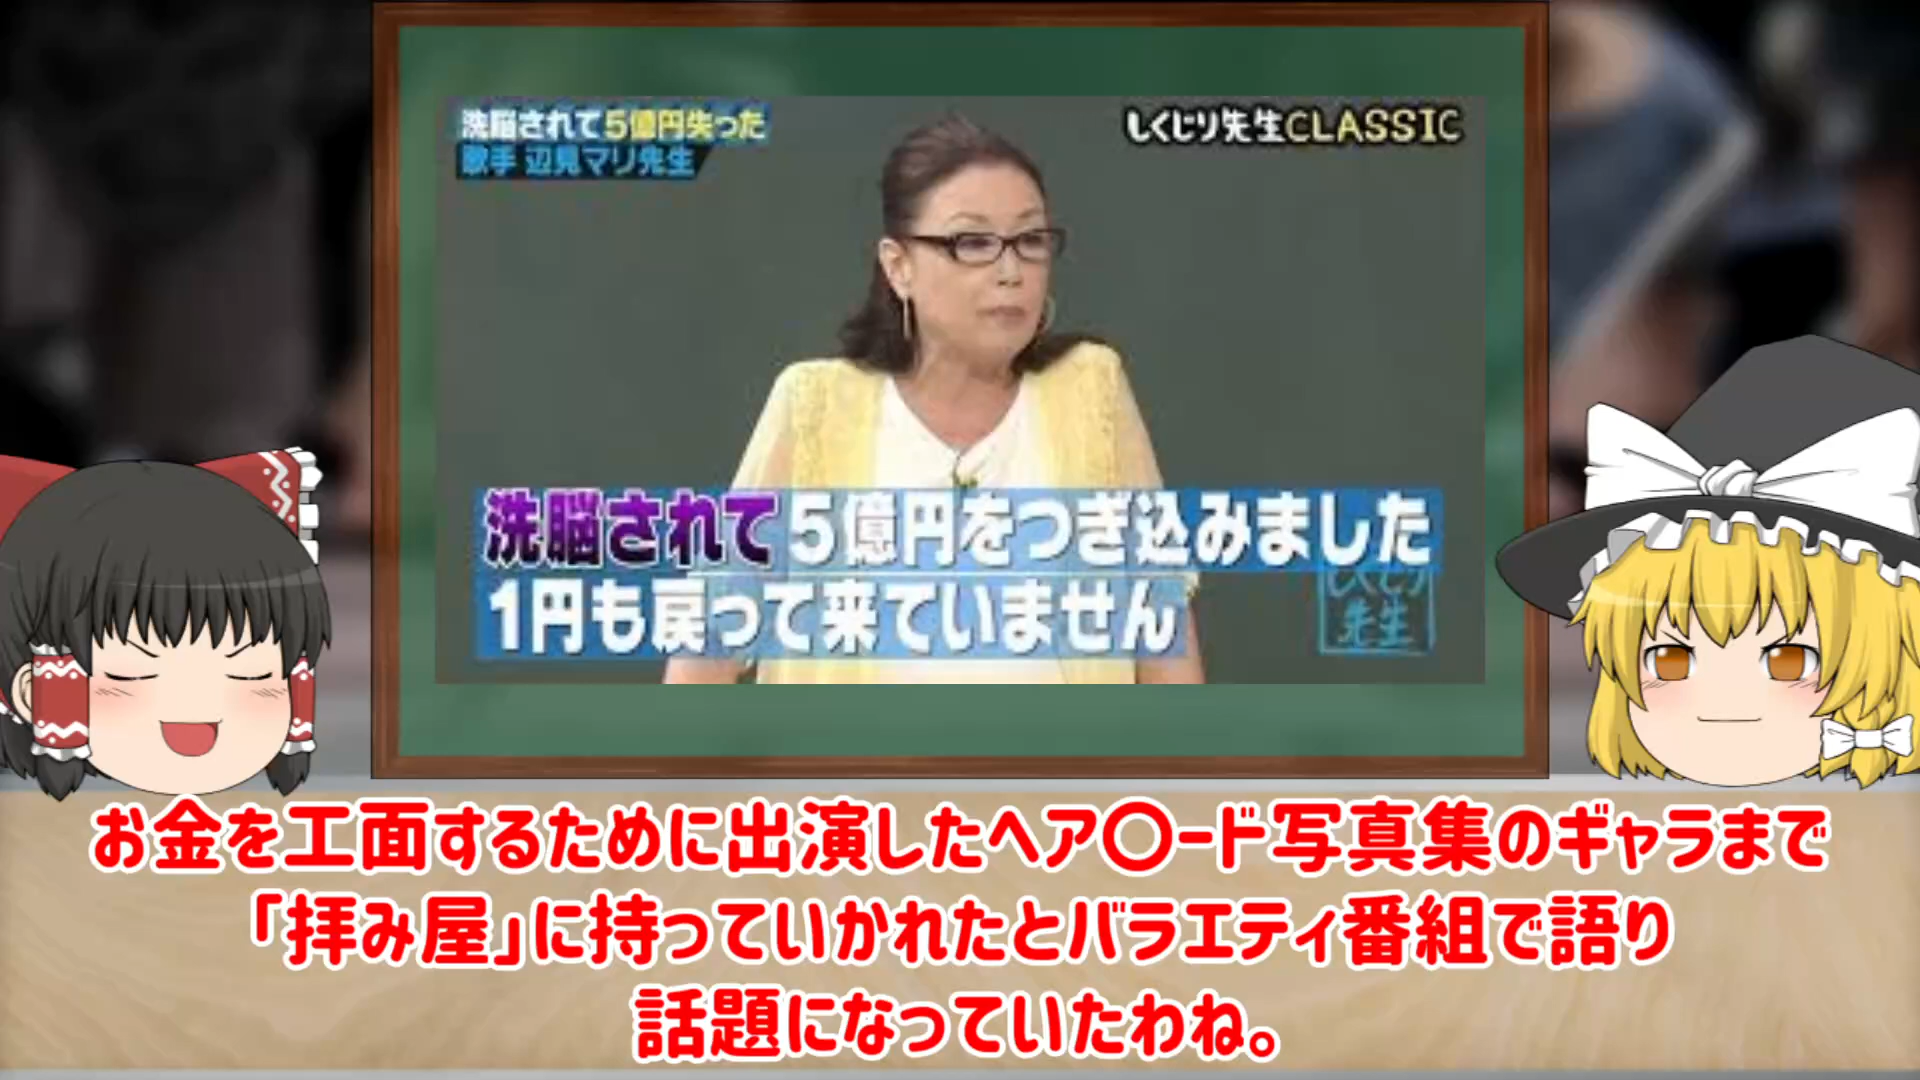 洗脳されて5億円失った
歌手 辺見マリ先生
しくじり先生CLASSIC
洗脳されて5億円をつぎ込みました
1円も戻って来ていません
しくじり
先生
お金を工面するために出演したヘア〇ード写真集のギャラまで
「拝み屋」に持っていかれたとバラエティ番組で語り
話題になっていたわね。